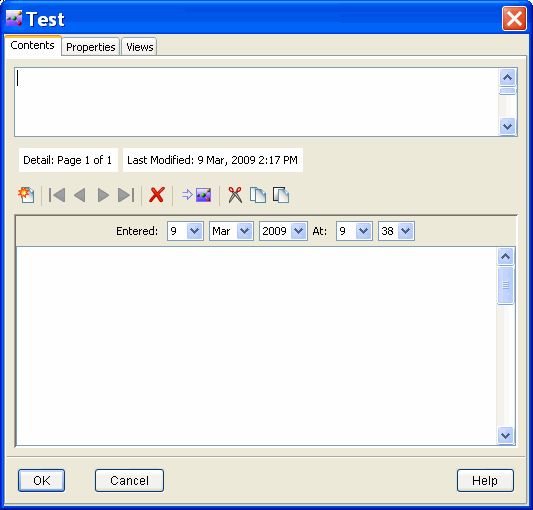 Test
Contents Properties Views
Detail: Page 1 of 1 Last Modified: 9 Mar, 2009 2:17 PM
Entered: 9 Mar 2009 At: 9 38
OK Cancel Help